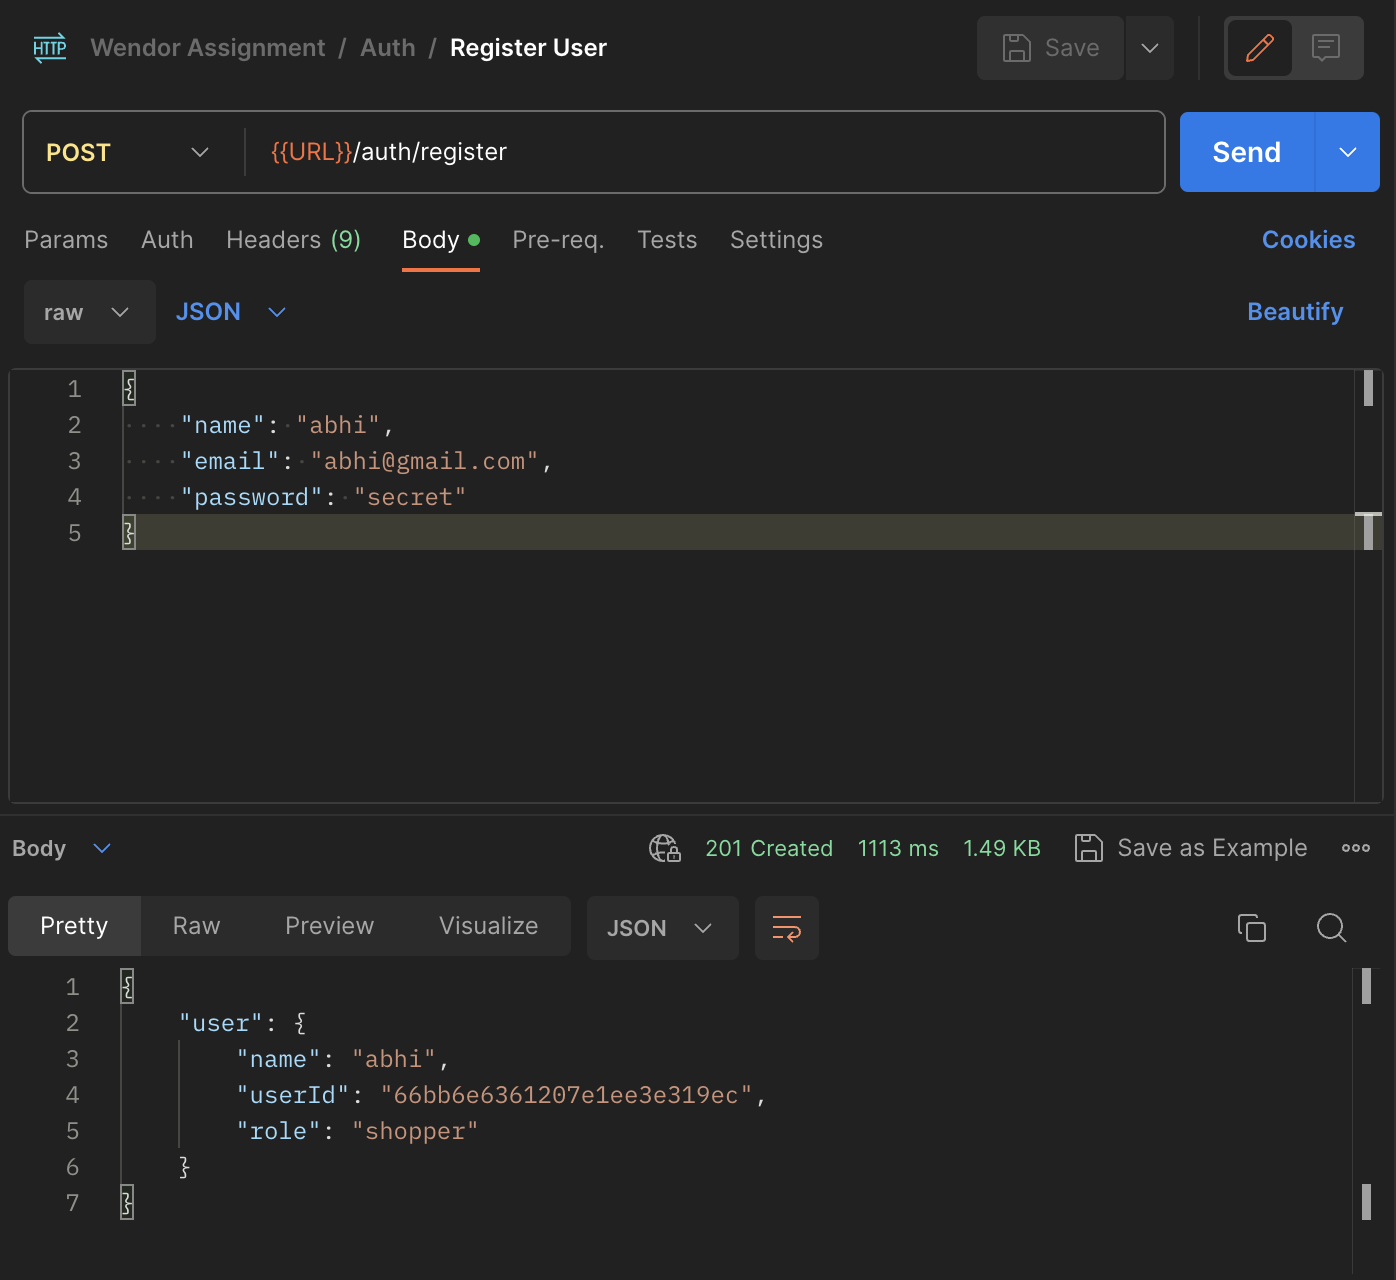 HTTP Wendor Assignment / Auth / Register User Save
POST {{URL}}/auth/register Send
Params Auth Headers (9) Body Pre-req. Tests Settings Cookies
raw JSON Beautify
1 {
2 "name": "abhi",
3 "email": "abhi@gmail.com",
4 "password": "secret"
5 }
Body 201 Created 1113 ms 1.49 KB Save as Example
Pretty Raw Preview Visualize JSON
1 {
2 "user": {
3 "name": "abhi",
4 "userId": "66bb6e6361207e1ee3e319ec",
5 "role": "shopper"
6 }
7 }